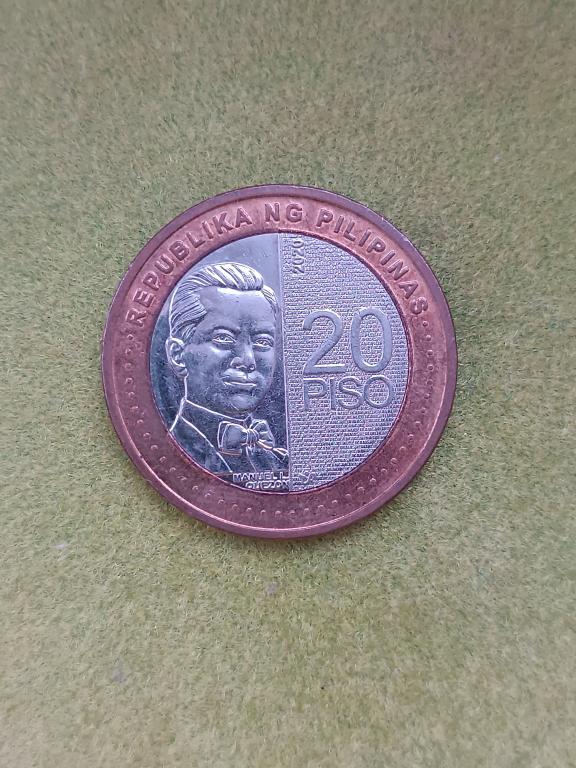 REPUBLIKA NG PILIPINAS
2020
20
PISO
MANUEL L.
QUEZON